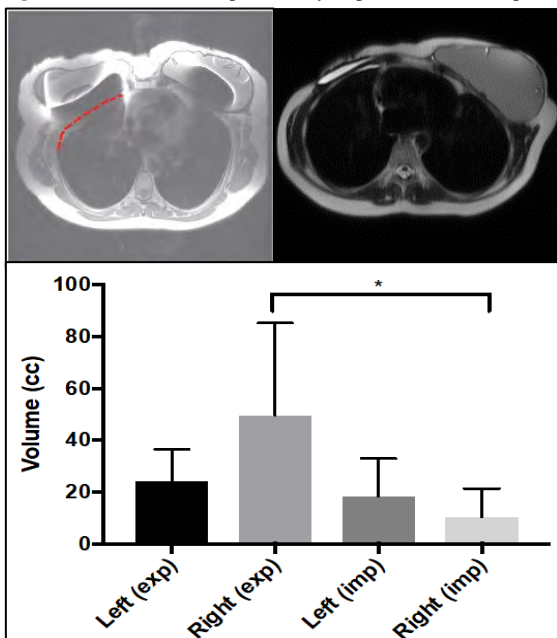 *
100
80
60
40
20
0
Volume (cc)
Left (exp)
Right (exp)
Left (imp)
Right (imp)